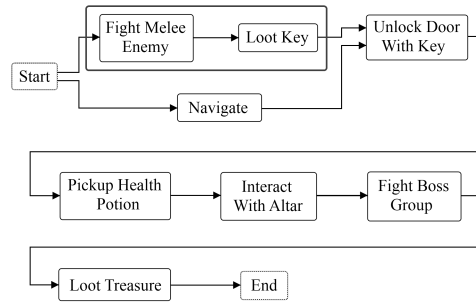 Fight Melee
Enemy
Loot Key
Unlock Door
With Key
Start
Navigate
Pickup Health
Potion
Interact
With Altar
Fight Boss
Group
Loot Treasure
End